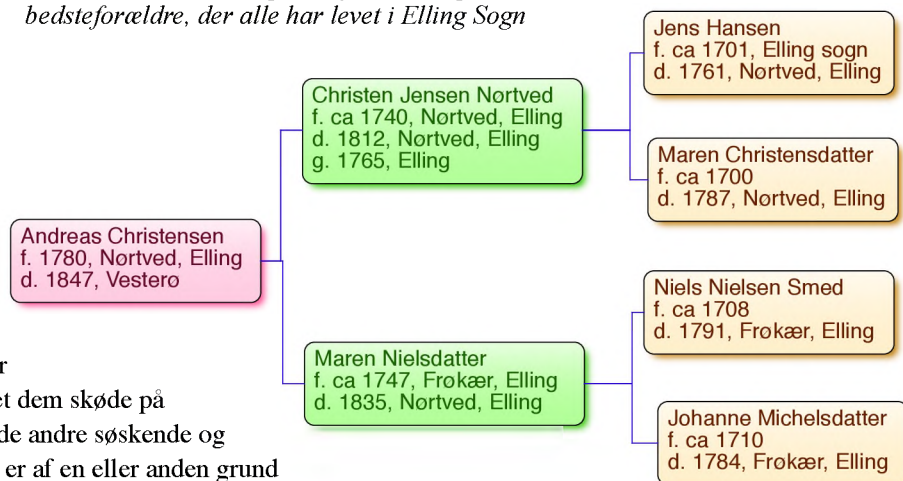 bedsteforældre, der alle har levet i Elling Sogn
Jens Hansen
f. ca 1701, Elling sogn
d. 1761, Nørtved, Elling
Christen Jensen Nørtved
f. ca 1740, Nørtved, Elling
d. 1812, Nørtved, Elling
g. 1765, Elling
Maren Christensdatter
f. ca 1700
d. 1787, Nørtved, Elling
Andreas Christensen
f. 1780, Nørtved, Elling
d. 1847, Vesterø
Niels Nielsen Smed
f. ca 1708
d. 1791, Frøkær, Elling
Maren Nielsdatter
f. ca 1747, Frøkær, Elling
d. 1835, Nørtved, Elling
Johanne Michelsdatter
f. ca 1710
d. 1784, Frøkær, Elling
r
et dem skøde på
de andre søskende og
er af en eller anden grund